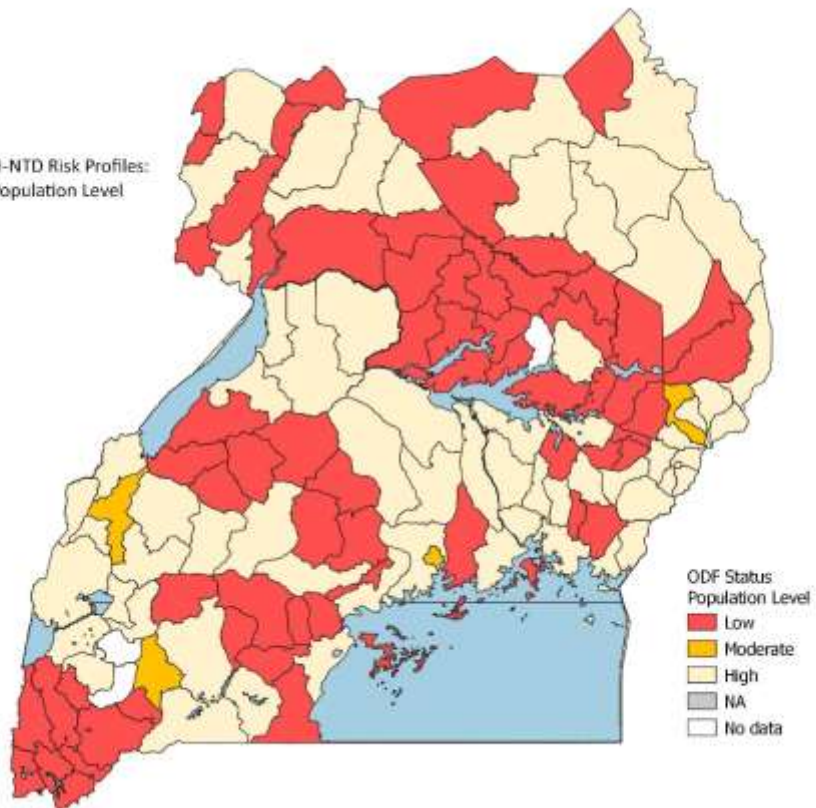 -NTD Risk Profiles:
opulation Level
ODF Status
Population Level
Low
Moderate
High
NA
No data